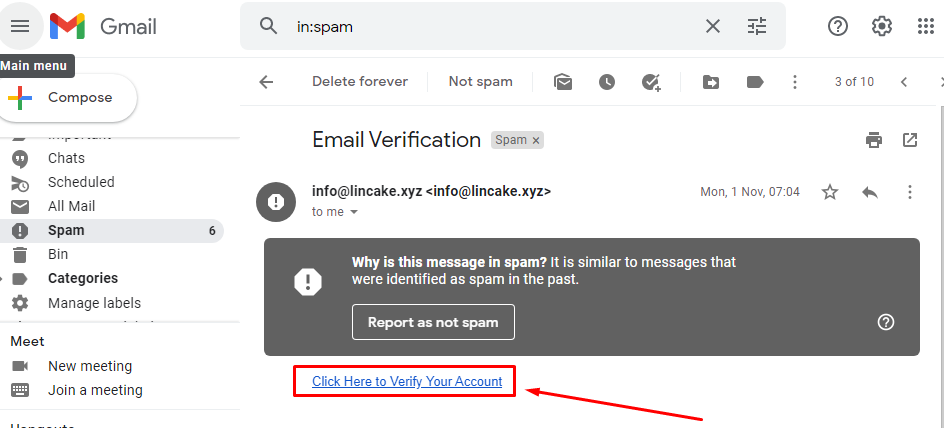 Gmail
in:spam
Main menu
Compose
Delete forever
Not spam
3 of 10
Important
Chats
Scheduled
All Mail
Spam 6
Bin
Categories
Manage labels
Meet
New meeting
Join a meeting
Hangouts
Email Verification Spam ×
info@lincake.xyz <info@lincake.xyz> Mon, 1 Nov, 07:04
to me
Why is this message in spam? It is similar to messages that
were identified as spam in the past.
Report as not spam
Click Here to Verify Your Account